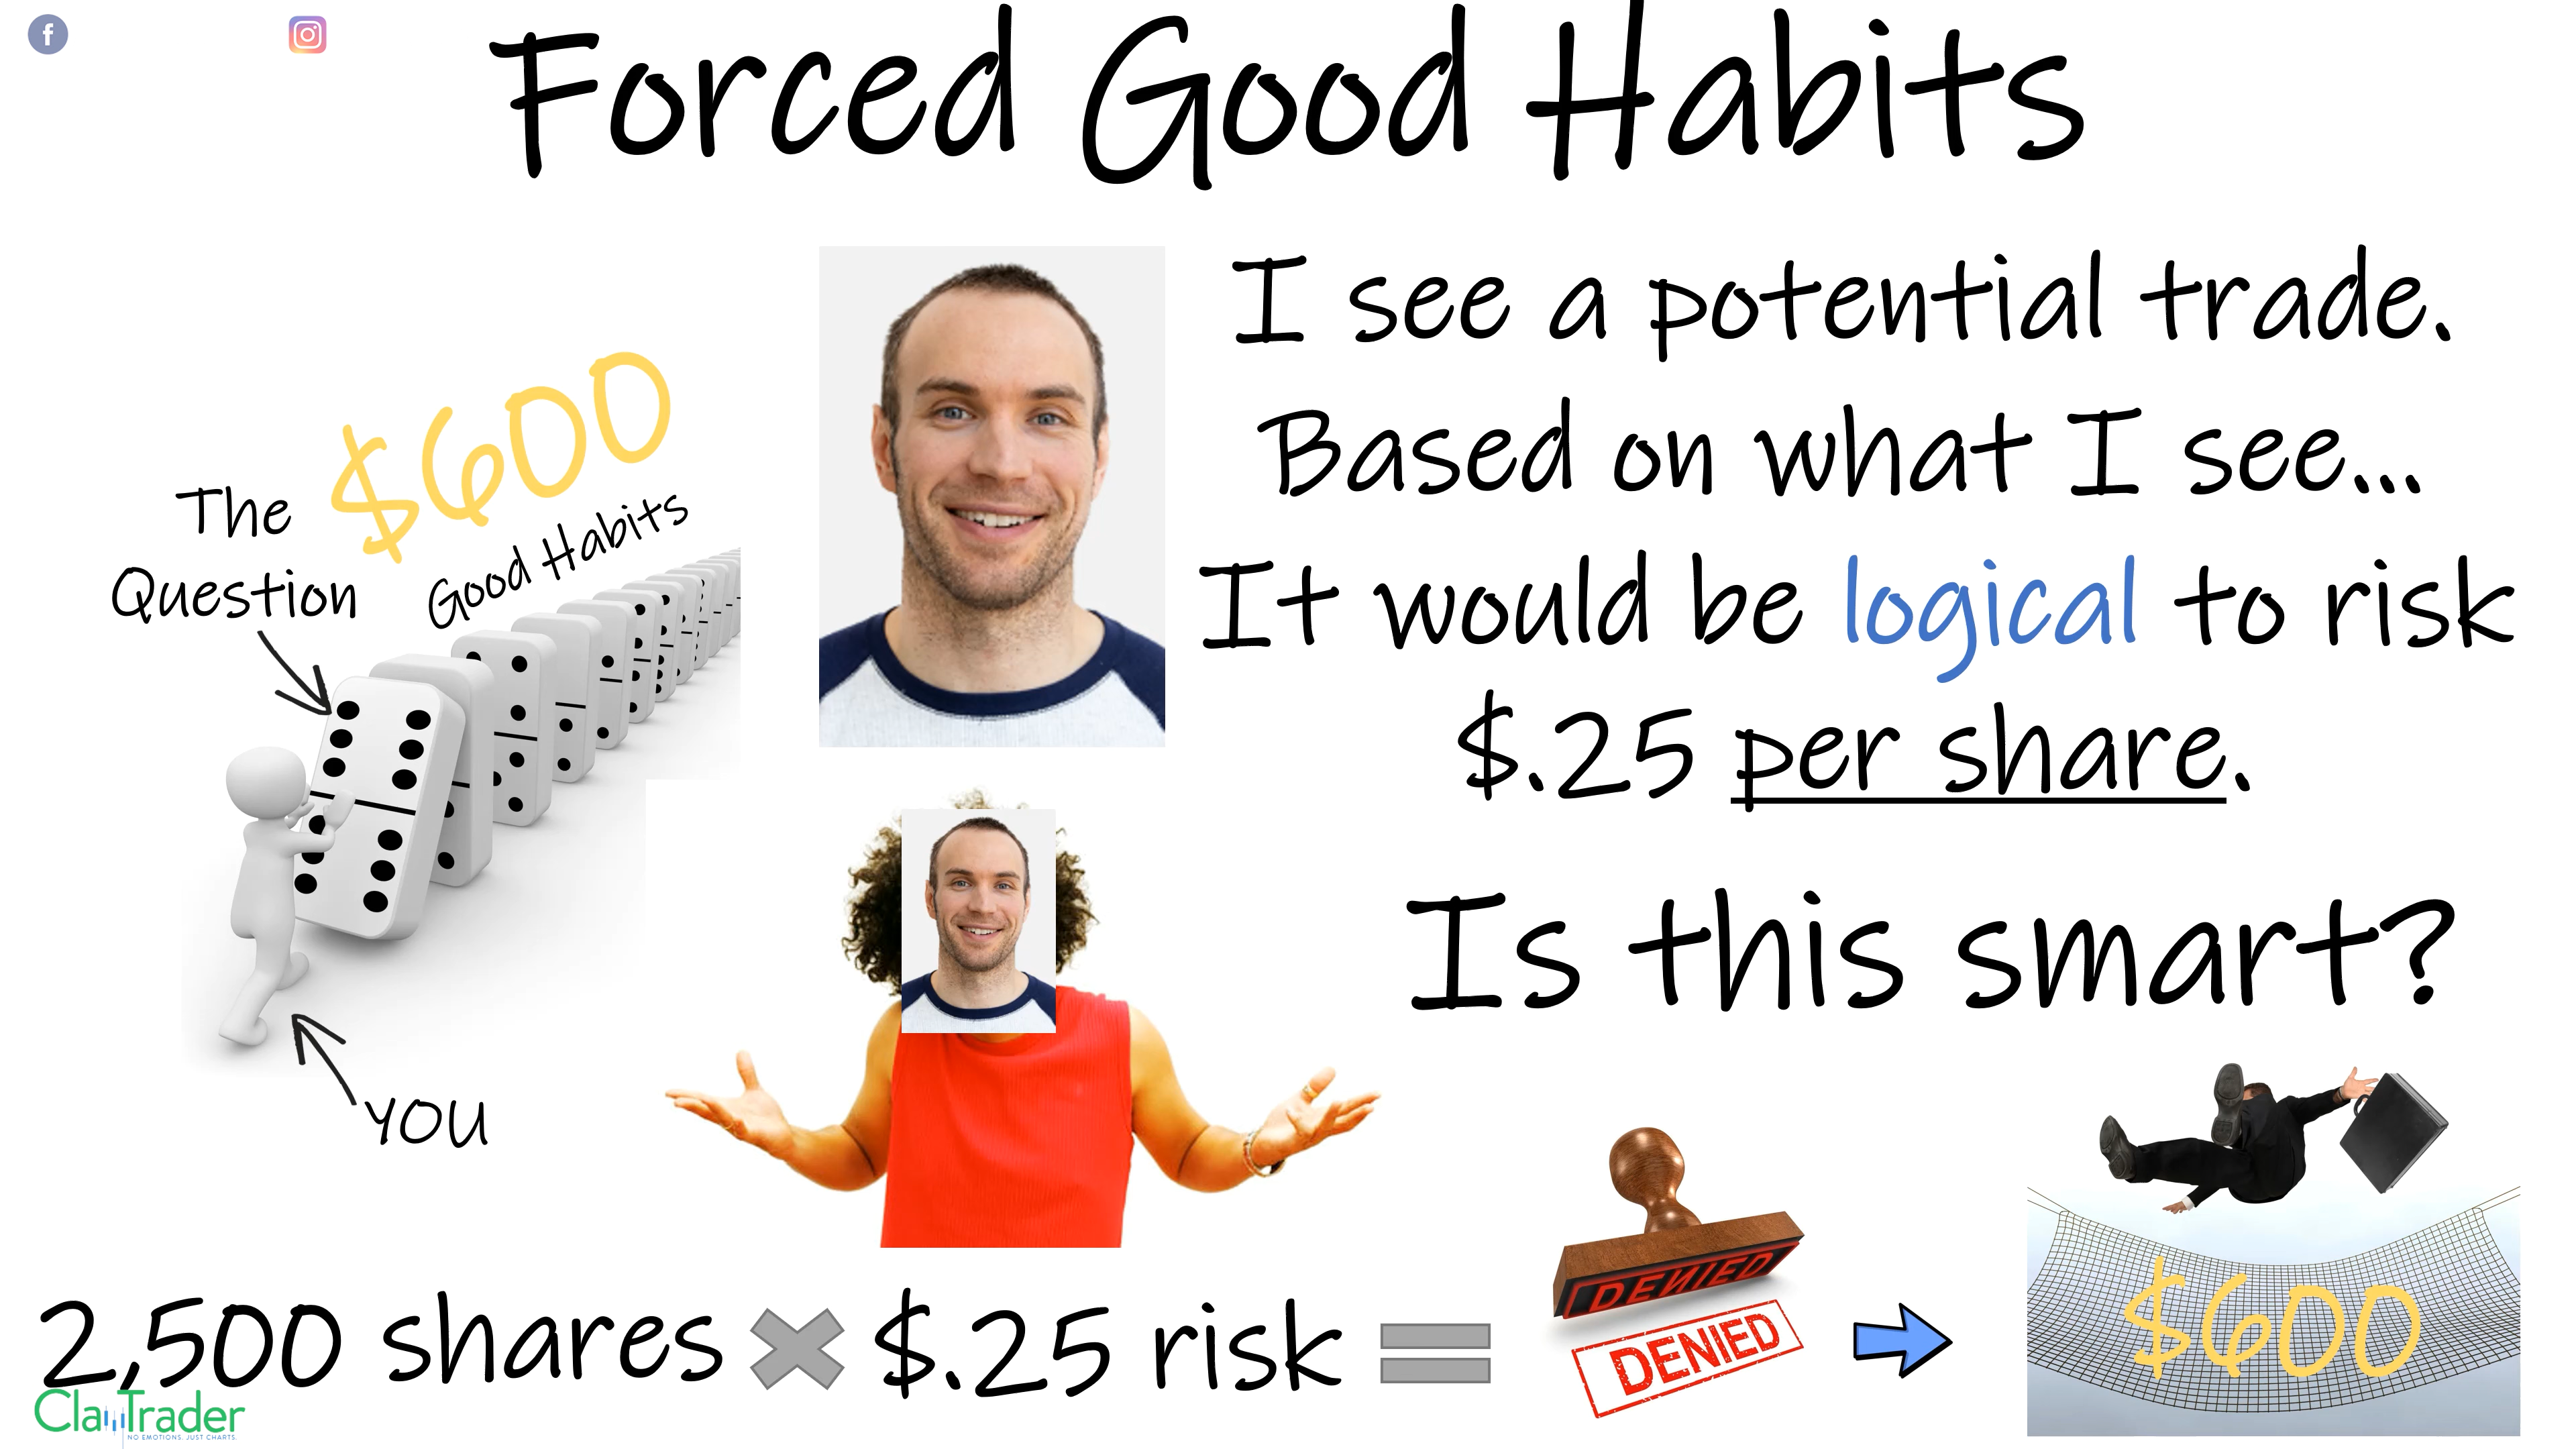 Forced Good Habits
I see a potential trade.
Based on what I see...
It would be logical to risk
$.25 per share.
Is this smart?
The
Question
$600
Good Habits
YOU
2,500 shares
$.25 risk
DENIED
DENIED
$600
ClayTrader
NO EMOTIONS. JUST CHARTS.